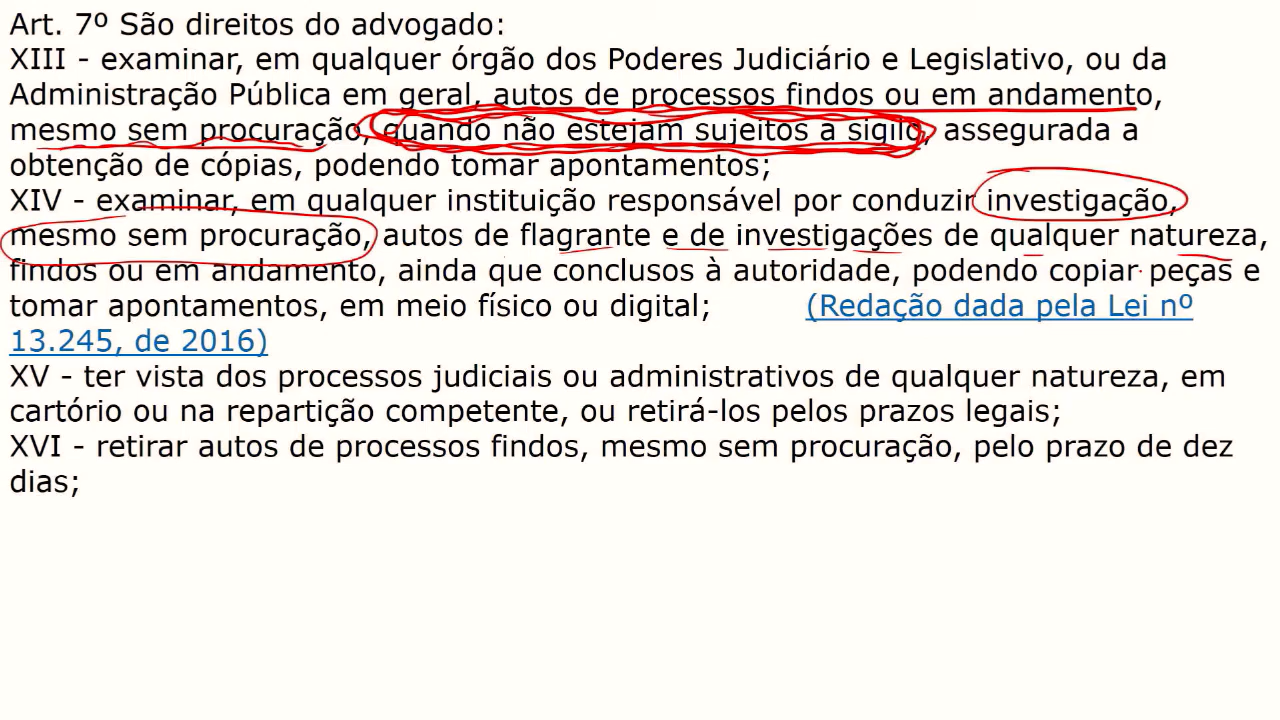 Art. 7º São direitos do advogado:
XIII - examinar, em qualquer órgão dos Poderes Judiciário e Legislativo, ou da
Administração Pública em geral, autos de processos findos ou em andamento,
mesmo sem procuração, quando não estejam sujeitos a sigilo, assegurada a
obtenção de cópias, podendo tomar apontamentos;
XIV - examinar, em qualquer instituição responsável por conduzir investigação,
mesmo sem procuração, autos de flagrante e de investigações de qualquer natureza,
findos ou em andamento, ainda que conclusos à autoridade, podendo copiar peças e
tomar apontamentos, em meio físico ou digital; (Redação dada pela Lei nº
13.245, de 2016)
XV - ter vista dos processos judiciais ou administrativos de qualquer natureza, em
cartório ou na repartição competente, ou retirá-los pelos prazos legais;
XVI - retirar autos de processos findos, mesmo sem procuração, pelo prazo de dez
dias;